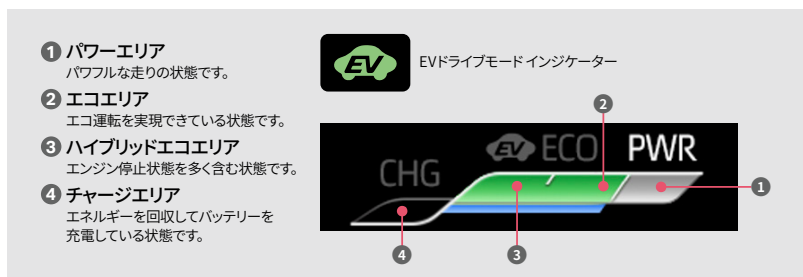 1 パワーエリア
パワフルな走りの状態です。
2 エコエリア
エコ運転を実現できている状態です。
3 ハイブリッドエコエリア
エンジン停止状態を多く含む状態です。
4 チャージエリア
エネルギーを回収してバッテリーを
充電している状態です。
EV
EVドライブモード インジケーター
2
CHG
EV ECO PWR
1
4
3